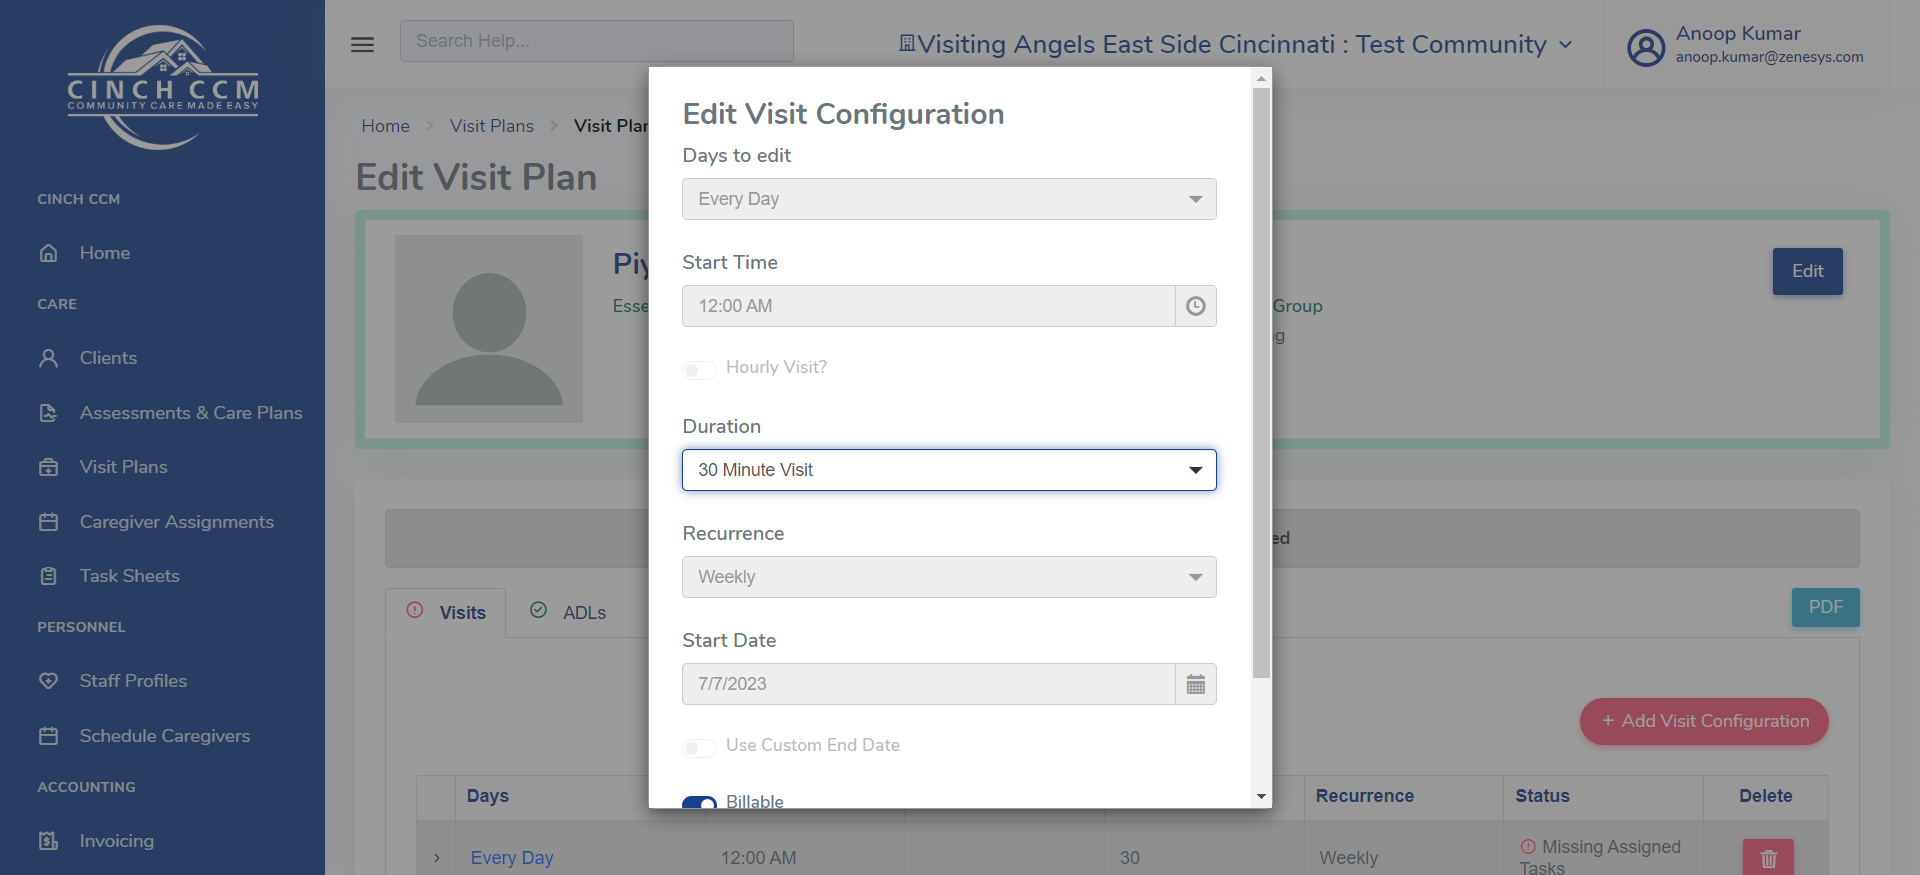 CINCH CCM
COMMUNITY CARE MADE EASY
CINCH CCM
Home
CARE
Clients
Assessments & Care Plans
Visit Plans
Caregiver Assignments
Task Sheets
PERSONNEL
Staff Profiles
Schedule Caregivers
ACCOUNTING
Invoicing
Search Help...
Visiting Angels East Side Cincinnati : Test Community
Anoop Kumar
anoop.kumar@zenesys.com
Home > Visit Plans > Visit Plan
Edit Visit Plan
Edit
Group
PDF
Visits
ADLs
+ Add Visit Configuration
Days
Recurrence
Status
Delete
Every Day
12:00 AM
30
Weekly
Missing Assigned
Tasks
Edit Visit Configuration
Days to edit
Every Day
Start Time
12:00 AM
Hourly Visit?
Duration
30 Minute Visit
Recurrence
Weekly
Start Date
7/7/2023
Use Custom End Date
Billable